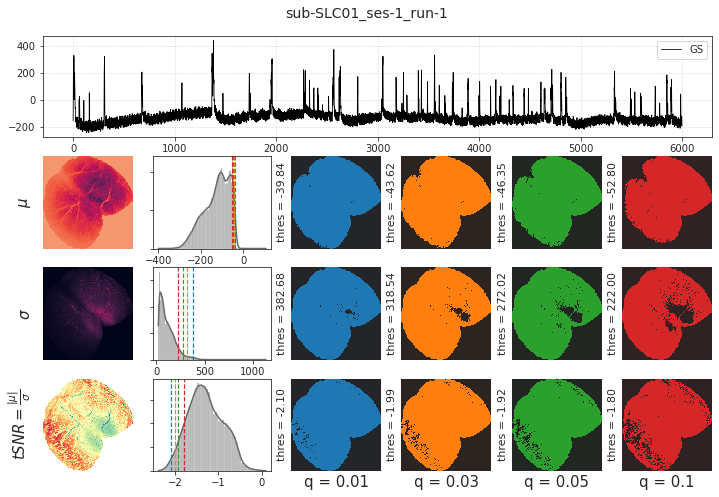 sub-SLC01_ses-1_run-1
400
200
0
−200
GS
0 1000 2000 3000 4000 5000 6000
μ
−400 −200 0
thres = -39.84
thres = -43.62
thres = -46.35
thres = -52.80
σ
0 500 1000
thres = 382.68
thres = 318.54
thres = 272.02
thres = 222.00
tSNR = |μ|/σ
−2 −1 0
thres = -2.10
thres = -1.99
thres = -1.92
thres = -1.80
q = 0.01 q = 0.03 q = 0.05 q = 0.1